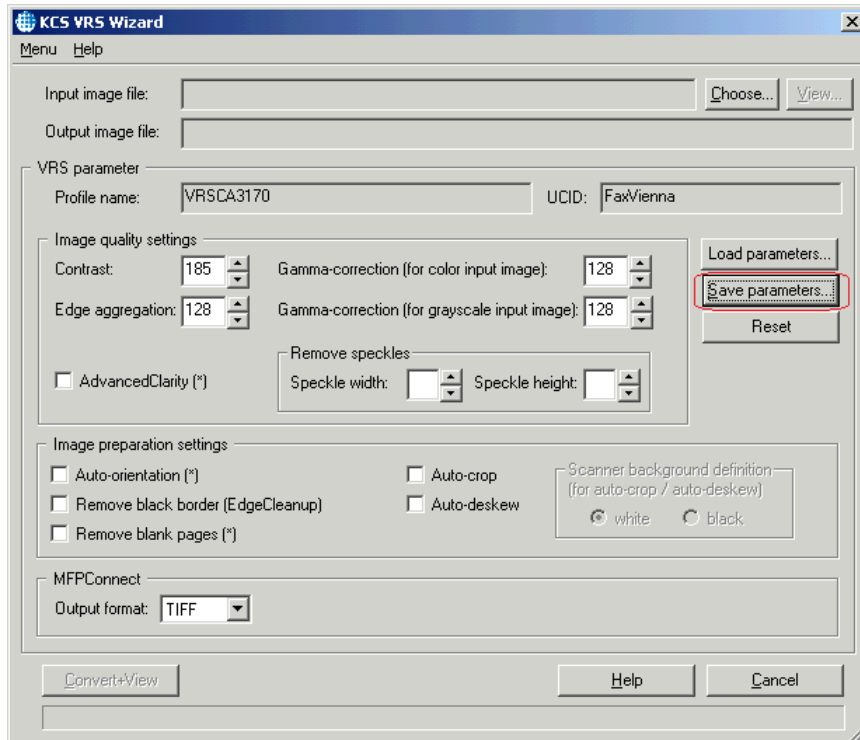 KCS VRS Wizard
Menu Help
Input image file: Choose... View...
Output image file:
VRS parameter
Profile name: VRSCA3170 UCID: FaxVienna
Image quality settings
Contrast: 185 Gamma-correction (for color input image): 128
Edge aggregation: 128 Gamma-correction (for grayscale input image): 128
Load parameters...
Save parameters...
Reset
Remove speckles
AdvancedClarity (*) Speckle width: Speckle height:
Image preparation settings
Auto-orientation (*) Auto-crop
Remove black border (EdgeCleanup) Auto-deskew
Remove blank pages (*)
Scanner background definition
(for auto-crop / auto-deskew)
white black
MFPConnect
Output format: TIFF
Convert+View Help Cancel